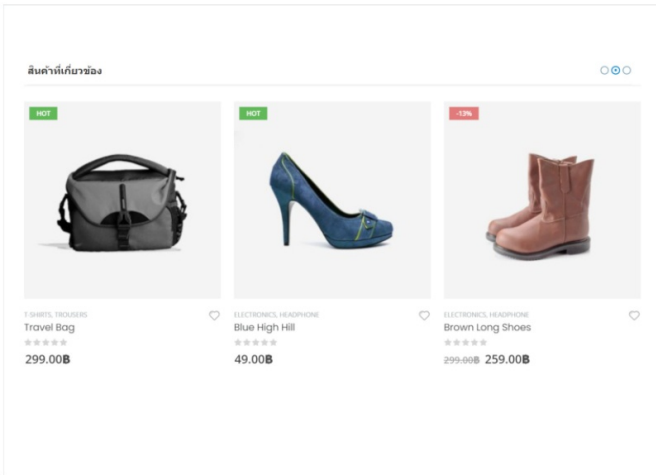 สินค้าที่เกี่ยวข้อง
HOT
HOT
-13%
T-SHIRTS, TROUSERS
Travel Bag
299.00฿
ELECTRONICS, HEADPHONE
Blue High Hill
49.00฿
ELECTRONICS, HEADPHONE
Brown Long Shoes
299.00฿ 259.00฿